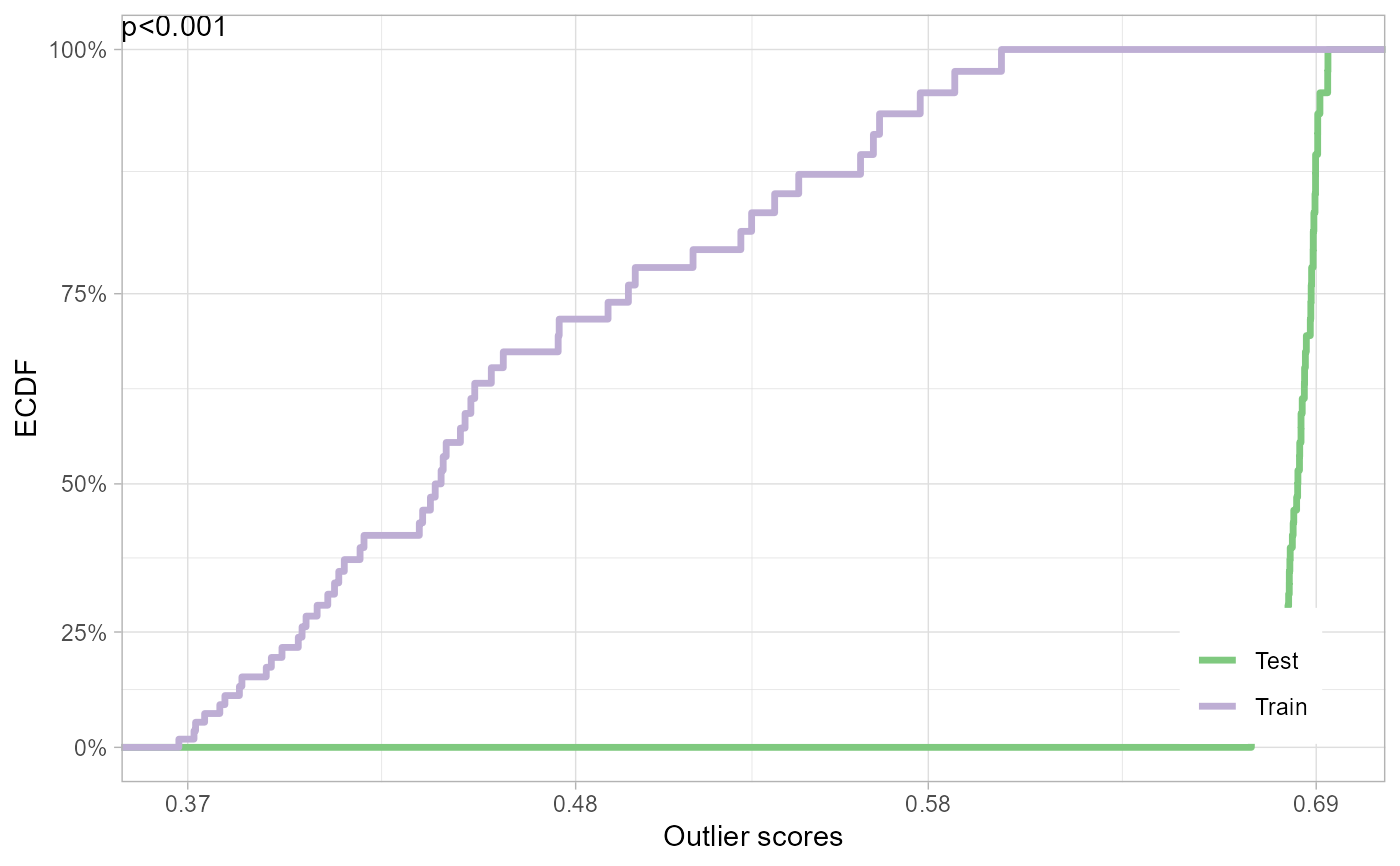 p<0.001
100%
75%
50%
25%
0%
ECDF
Test
Train
0.37
0.48
0.58
0.69
Outlier scores